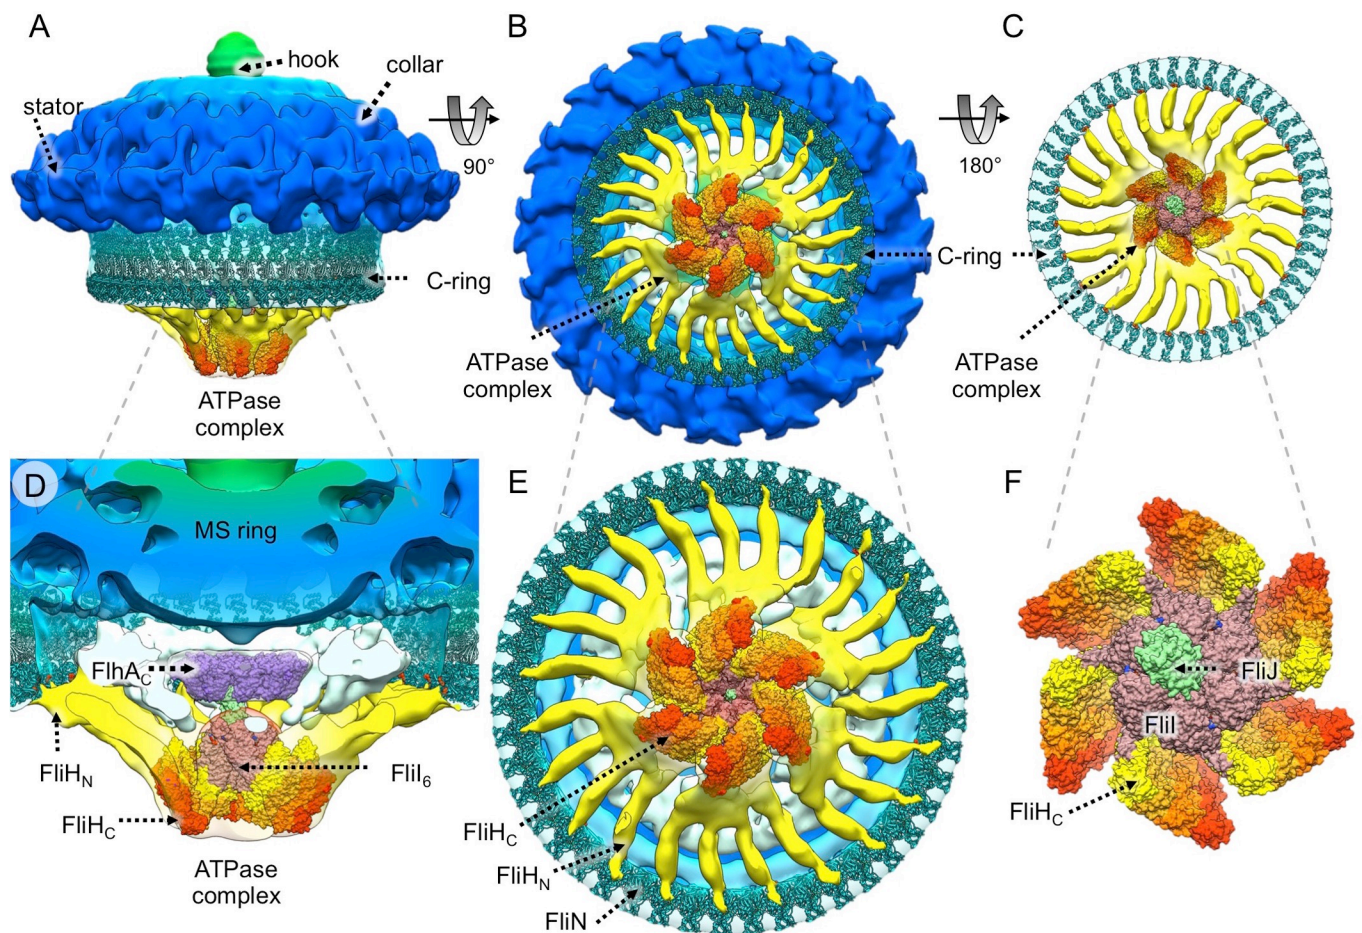 A
B
C
hook
collar
stator
90°
180°
C-ring
C-ring
ATPase
complex
ATPase
complex
ATPase
complex
D
E
F
MS ring
FlhAC
FliHN
FliI6
FliHC
ATPase
complex
FliHC
FliHN
FliN
FliJ
FliI
FliHC